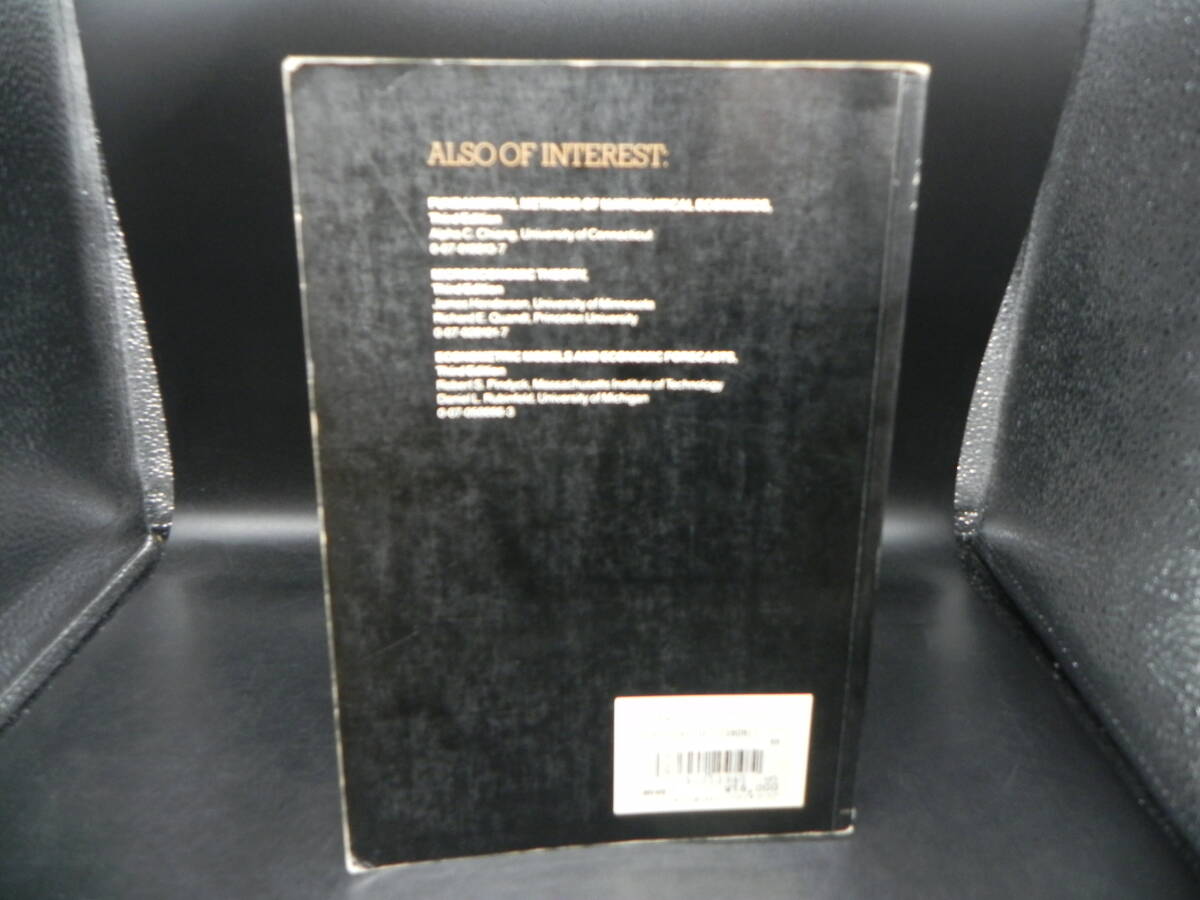 ALSO OF INTEREST:
FUNDAMENTAL METHODS OF MATHEMATICAL ECONOMICS,
Third Edition
Alpha C. Chiang, University of Connecticut
MICROECONOMIC THEORY,
Third Edition
James Henderson, University of Minnesota
Richard E. Quandt, Princeton University
ECONOMETRIC MODELS AND ECONOMIC FORECASTS,
Third Edition
Robert S. Pindyck, Massachusetts Institute of Technology
Daniel L. Rubinfeld, University of Michigan